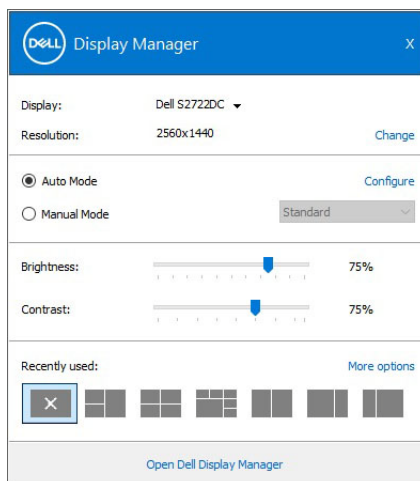 DELL Display Manager X
Display: Dell S2722DC
Resolution: 2560x1440 Change
Auto Mode Configure
Manual Mode Standard
Brightness: 75%
Contrast: 75%
Recently used: More options
Open Dell Display Manager